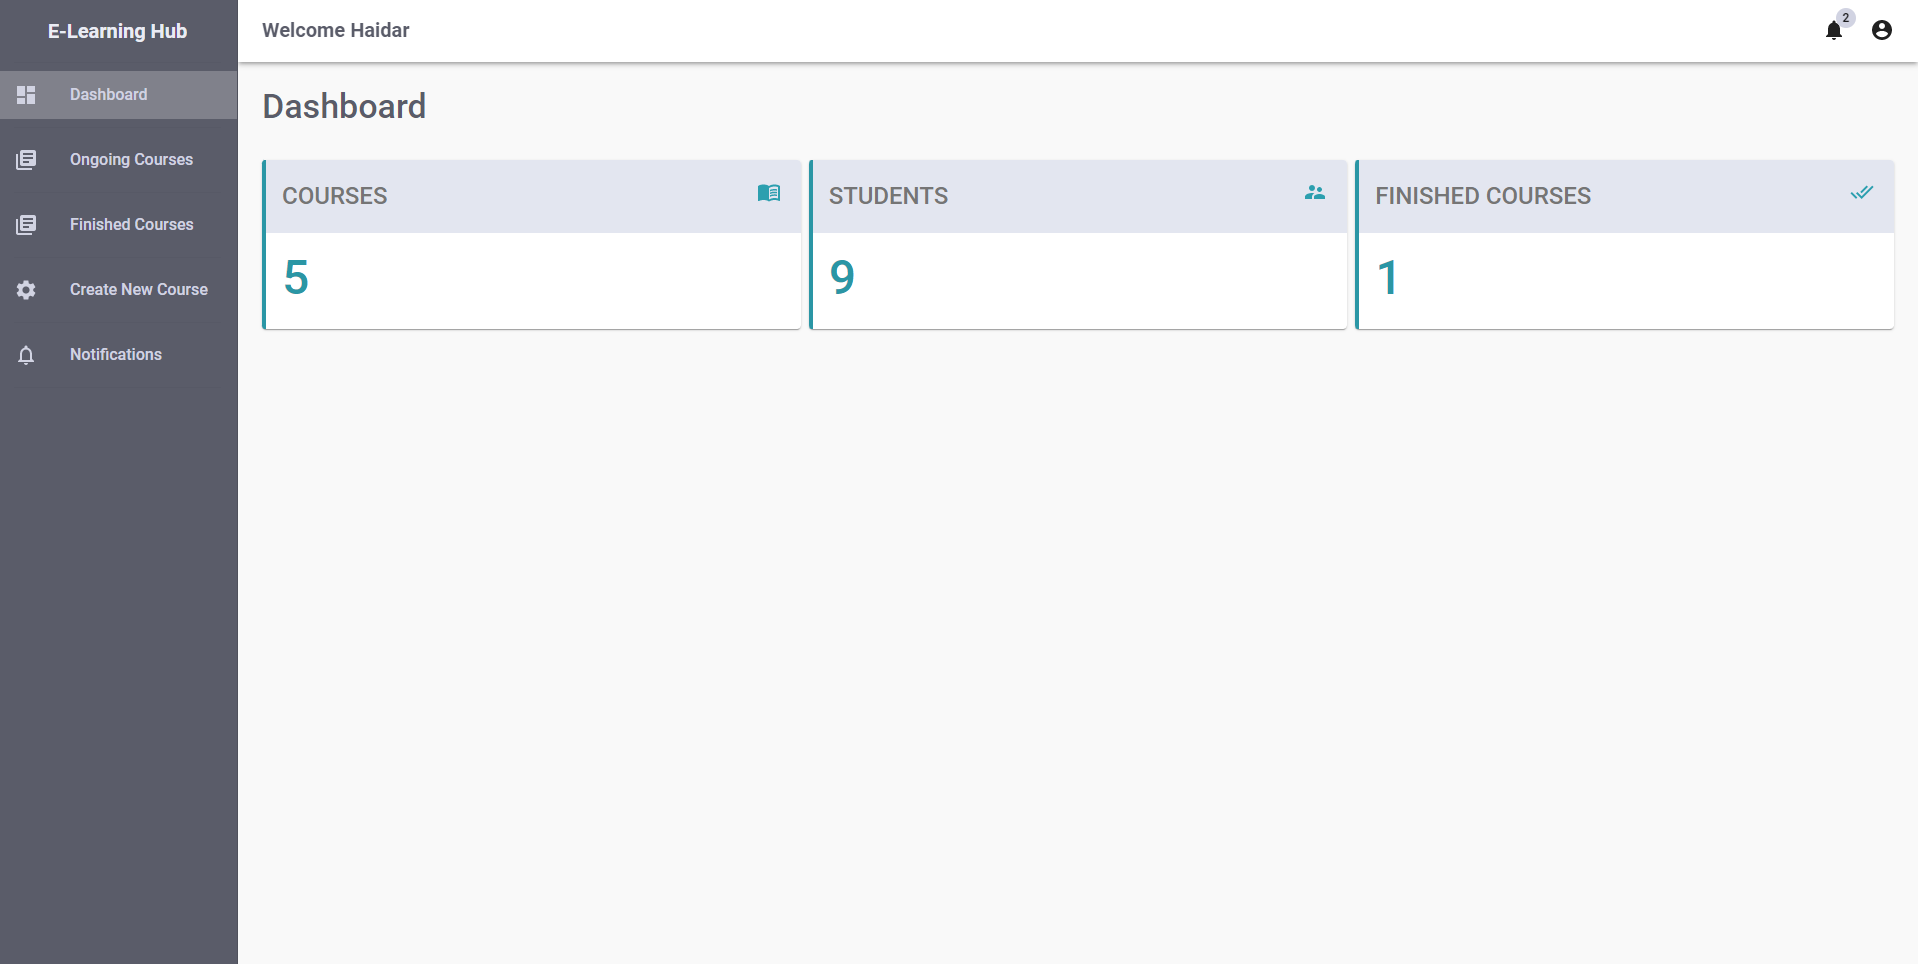 E-Learning Hub
Welcome Haidar
2
Dashboard
Ongoing Courses
Finished Courses
Create New Course
Notifications
Dashboard
COURSES
5
STUDENTS
9
FINISHED COURSES
1